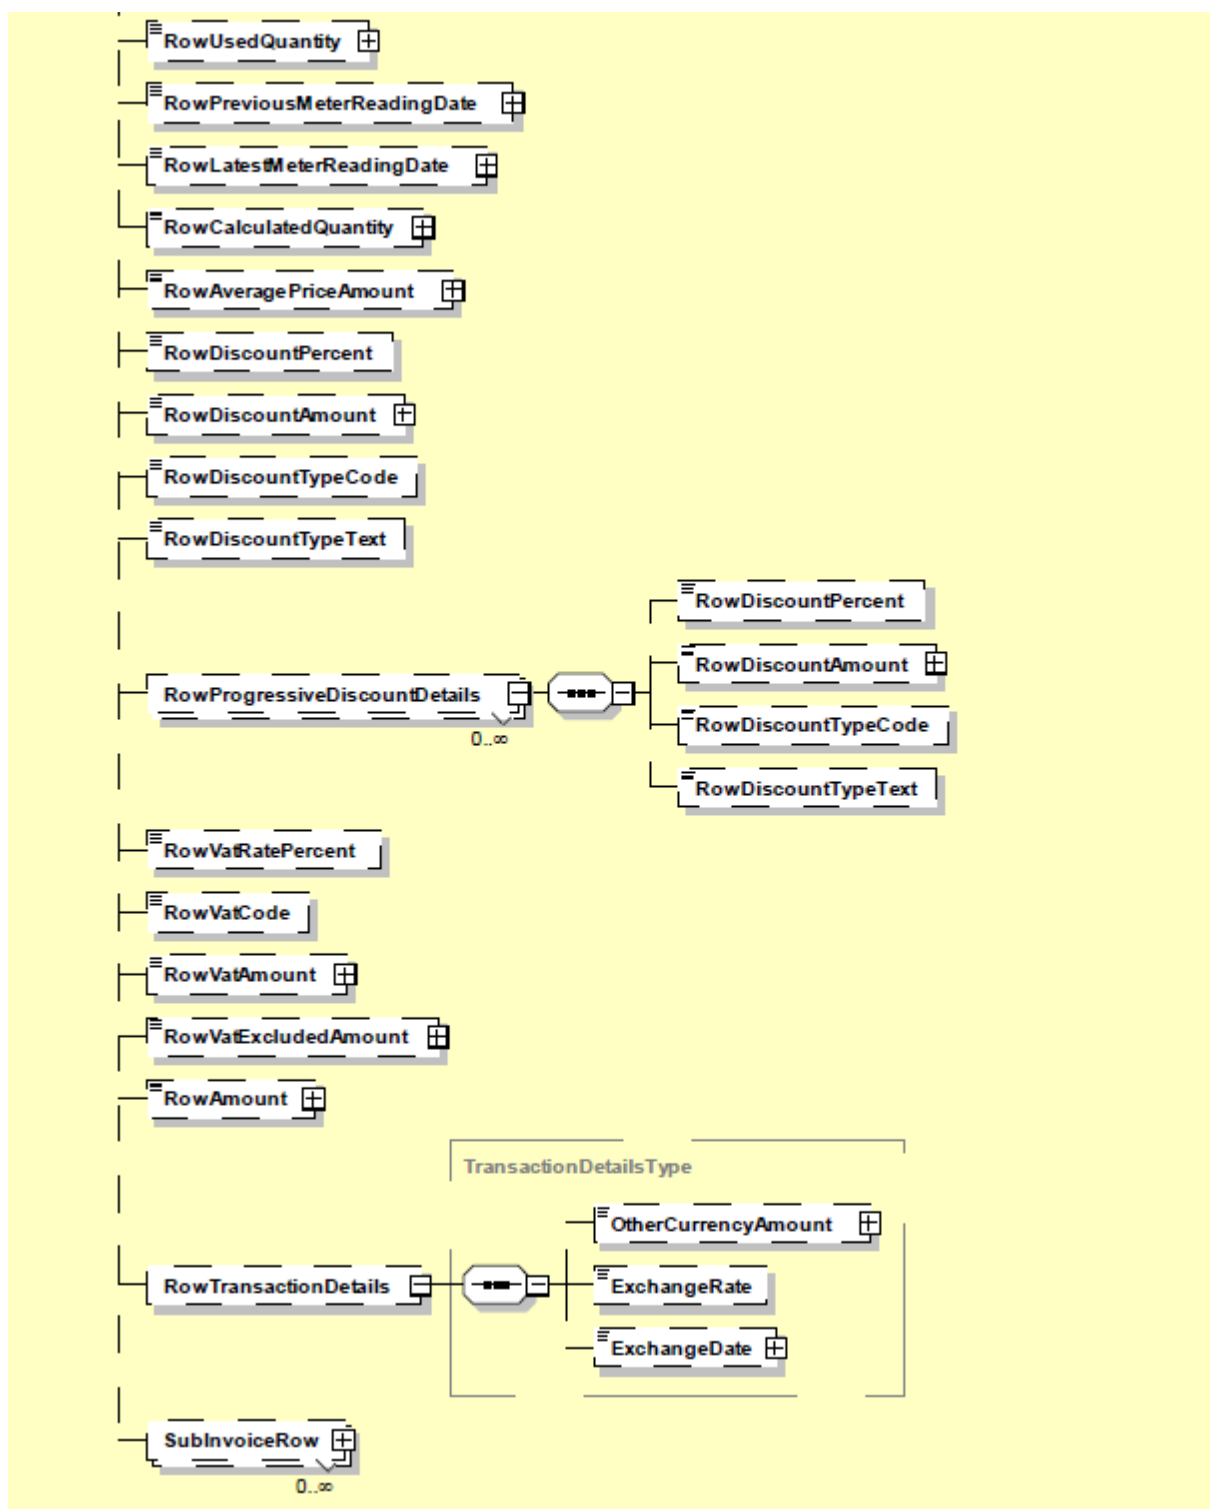 RowUsedQuantity
RowPreviousMeterReadingDate
RowLatestMeterReadingDate
RowCalculatedQuantity
RowAveragePriceAmount
RowDiscountPercent
RowDiscountAmount
RowDiscountTypeCode
RowDiscountTypeText
RowProgressiveDiscountDetails
0..∞
RowDiscountPercent
RowDiscountAmount
RowDiscountTypeCode
RowDiscountTypeText
RowVatRatePercent
RowVatCode
RowVatAmount
RowVatExcludedAmount
RowAmount
RowTransactionDetails
TransactionDetailsType
OtherCurrencyAmount
ExchangeRate
ExchangeDate
SubInvoiceRow
0..∞